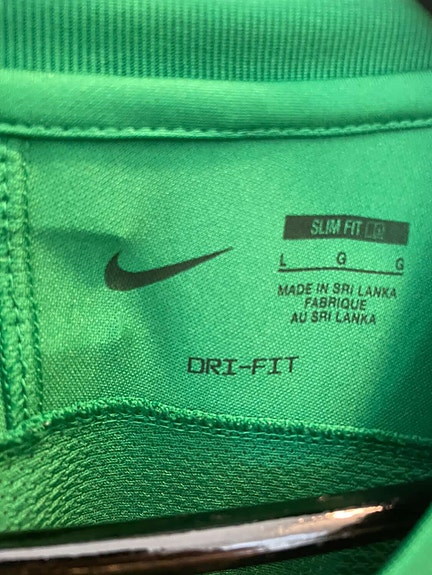 SLIM FIT
L G G
MADE IN SRI LANKA
FABRIQUE
AU SRI LANKA
DRI-FIT